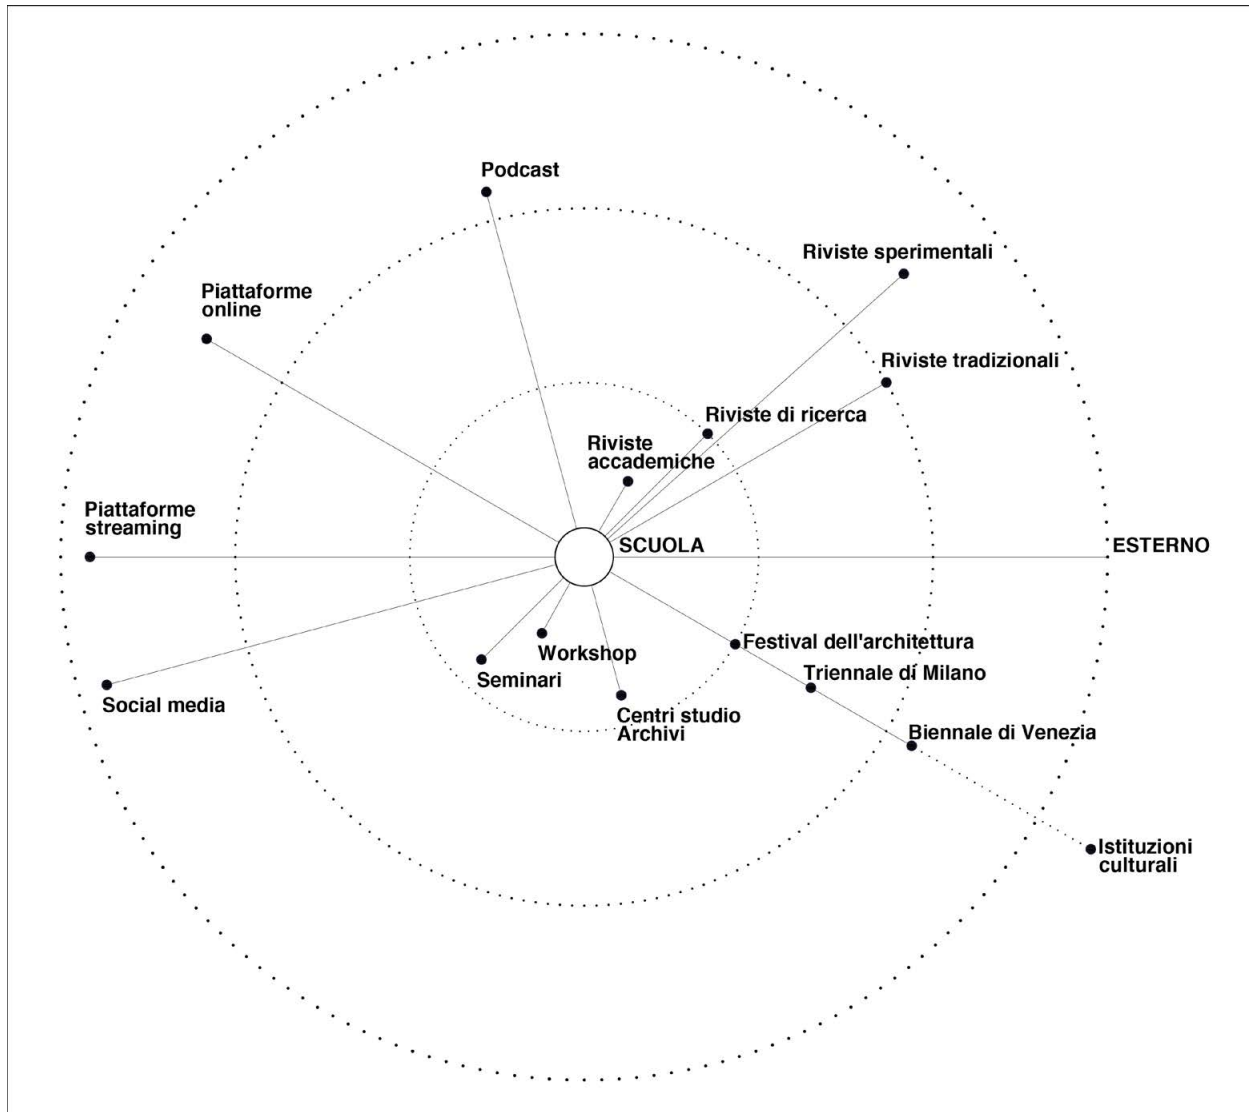 Podcast
Riviste sperimentali
Piattaforme
online
Riviste tradizionali
Riviste di ricerca
Riviste
accademiche
Piattaforme
streaming
SCUOLA
ESTERNO
Workshop
Festival dell'architettura
Seminari
Triennale di Milano
Social media
Centri studio
Archivi
Biennale di Venezia
Istituzioni
culturali